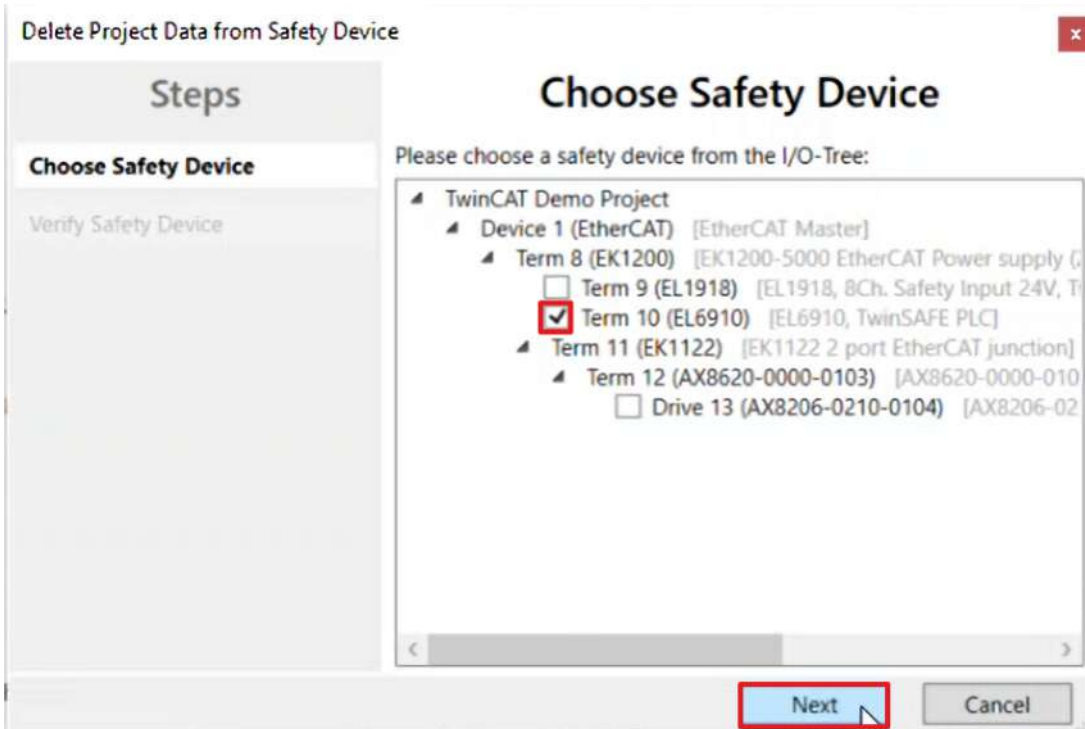 Delete Project Data from Safety Device
x
Steps
Choose Safety Device
Verify Safety Device
Choose Safety Device
Please choose a safety device from the I/O-Tree:
TwinCAT Demo Project
Device 1 (EtherCAT) [EtherCAT Master]
Term 8 (EK1200) [EK1200-5000 EtherCAT Power supply (2
Term 9 (EL1918) [EL1918, 8Ch. Safety Input 24V, T
Term 10 (EL6910) [EL6910, TwinSAFE PLC]
Term 11 (EK1122) [EK1122 2 port EtherCAT junction]
Term 12 (AX8620-0000-0103) [AX8620-0000-010
Drive 13 (AX8206-0210-0104) [AX8206-02
Next
Cancel